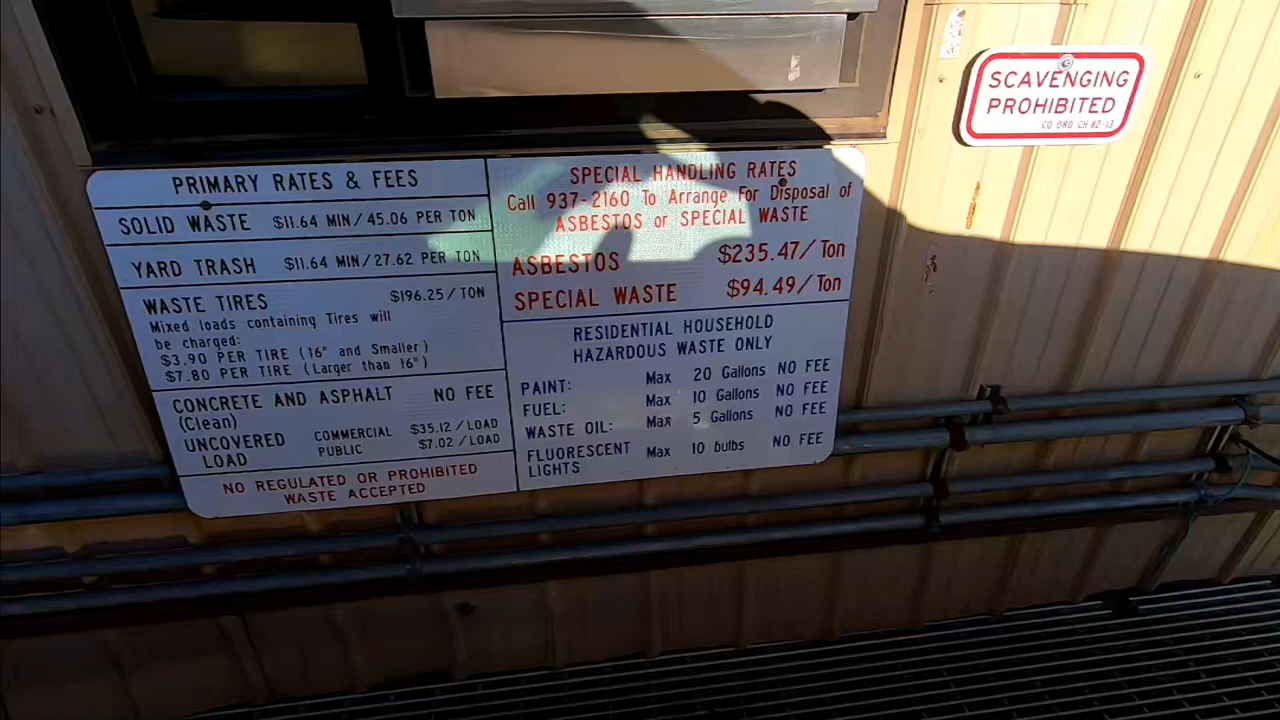 PRIMARY RATES & FEES
SOLID WASTE $11.64 MIN/45.06 PER TON
YARD TRASH $11.64 MIN/27.62 PER TON
WASTE TIRES $196.25/TON
Mixed loads containing Tires will
be charged:
$3.90 PER TIRE (16" and Smaller)
$7.80 PER TIRE (Larger than 16")
CONCRETE AND ASPHALT NO FEE
(Clean)
UNCOVERED COMMERCIAL $35.12/LOAD
LOAD PUBLIC $7.02/LOAD
NO REGULATED OR PROHIBITED
WASTE ACCEPTED
SPECIAL HANDLING RATES
Call 937-2160 To Arrange For Disposal of
ASBESTOS or SPECIAL WASTE
ASBESTOS $235.47/Ton
SPECIAL WASTE $94.49/Ton
RESIDENTIAL HOUSEHOLD
HAZARDOUS WASTE ONLY
PAINT: Max 20 Gallons NO FEE
FUEL: Max 10 Gallons NO FEE
WASTE OIL: Max 5 Gallons NO FEE
FLUORESCENT Max 10 bulbs NO FEE
LIGHTS
SCAVENGING
PROHIBITED
CO ORD CH 82-13